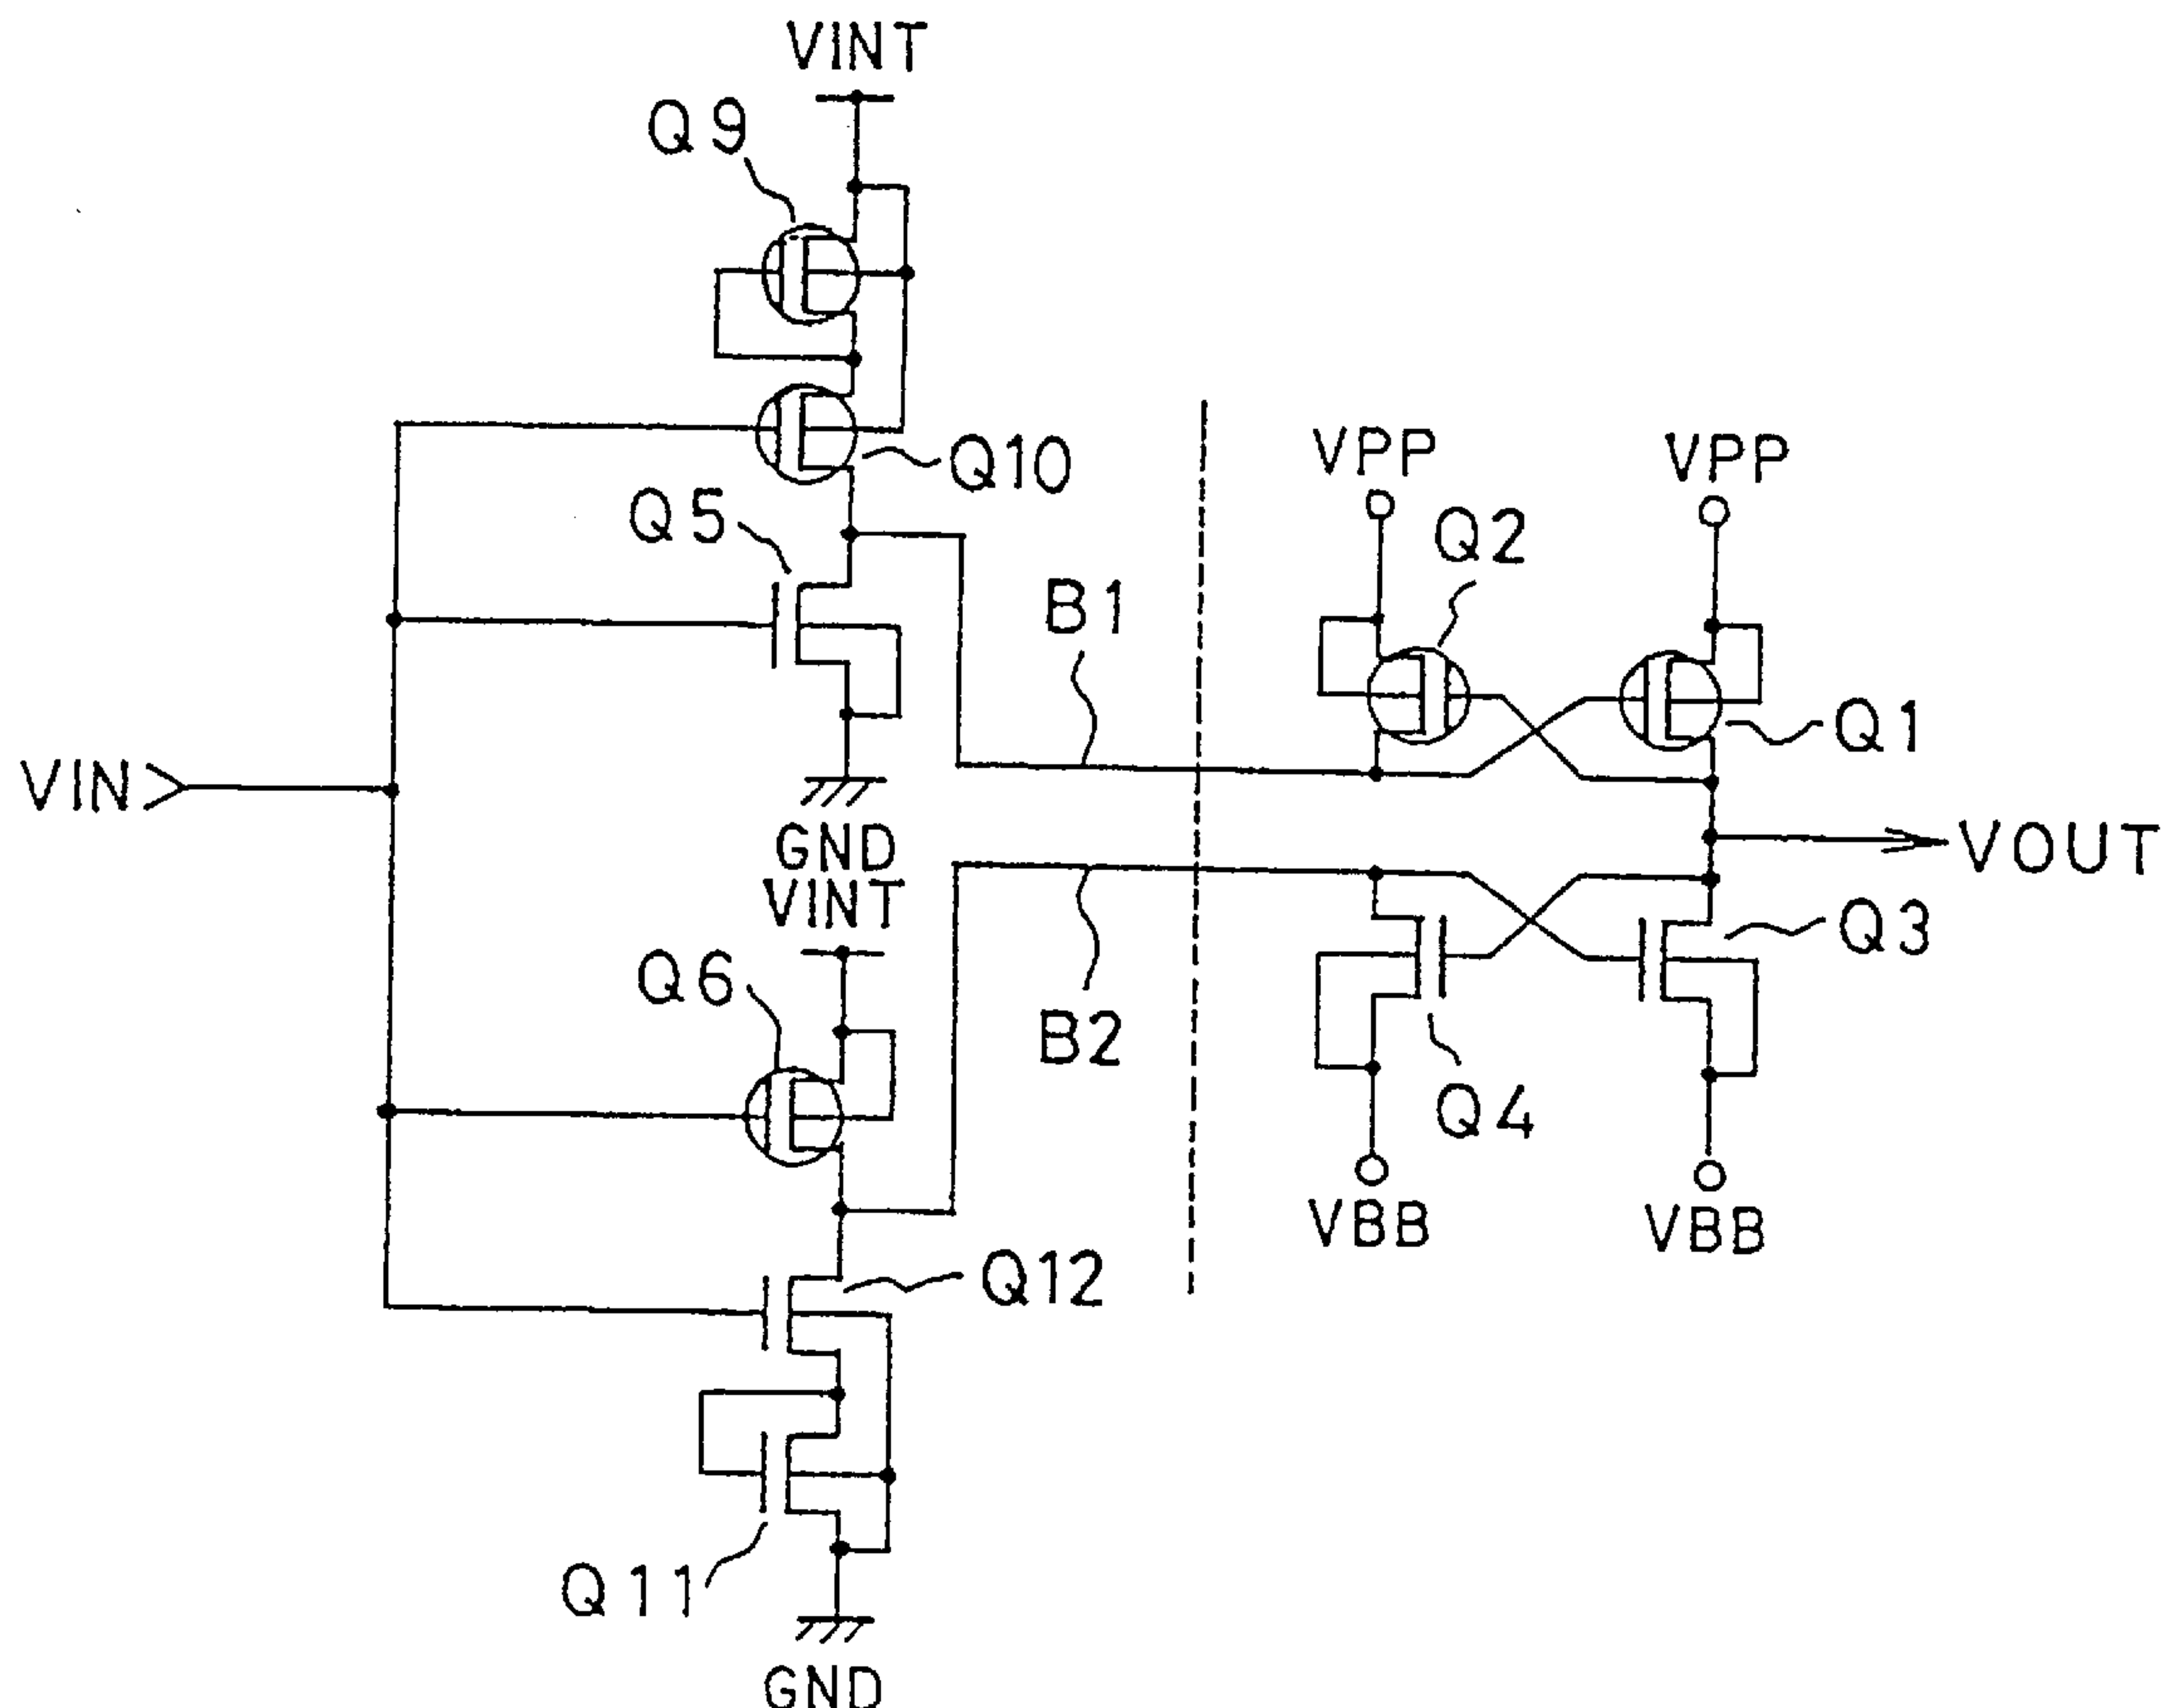 VINT
Q9
Q10
Q5
B1
VPP
VPP
Q2
Q1
VIN
GND
VINT
VOUT
Q6
B2
Q3
Q4
VBB
VBB
Q12
Q11
GND